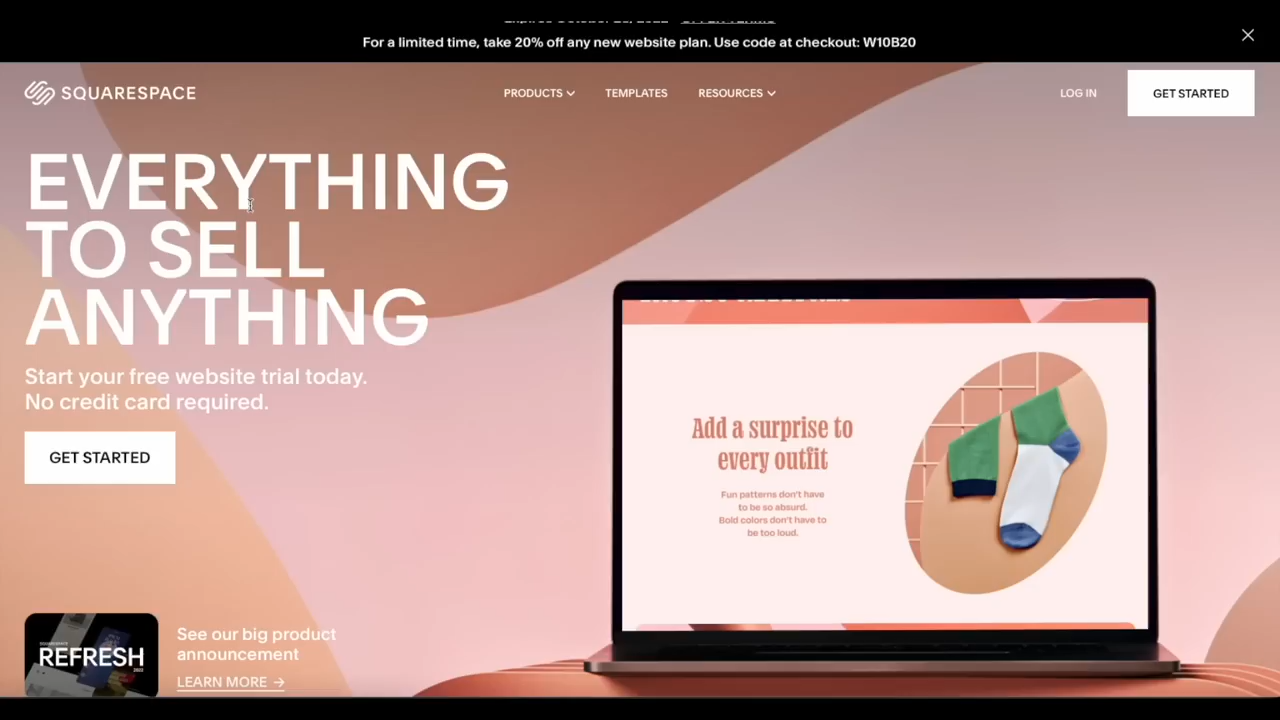 For a limited time, take 20% off any new website plan. Use code at checkout: W10B20
SQUARESPACE
PRODUCTS
TEMPLATES
RESOURCES
LOG IN
GET STARTED
EVERYTHING
TO SELL
ANYTHING
Start your free website trial today.
No credit card required.
GET STARTED
Add a surprise to
every outfit
Fun patterns don't have
to be so absurd.
Bold colors don't have to
be too loud.
REFRESH
See our big product
announcement
LEARN MORE →